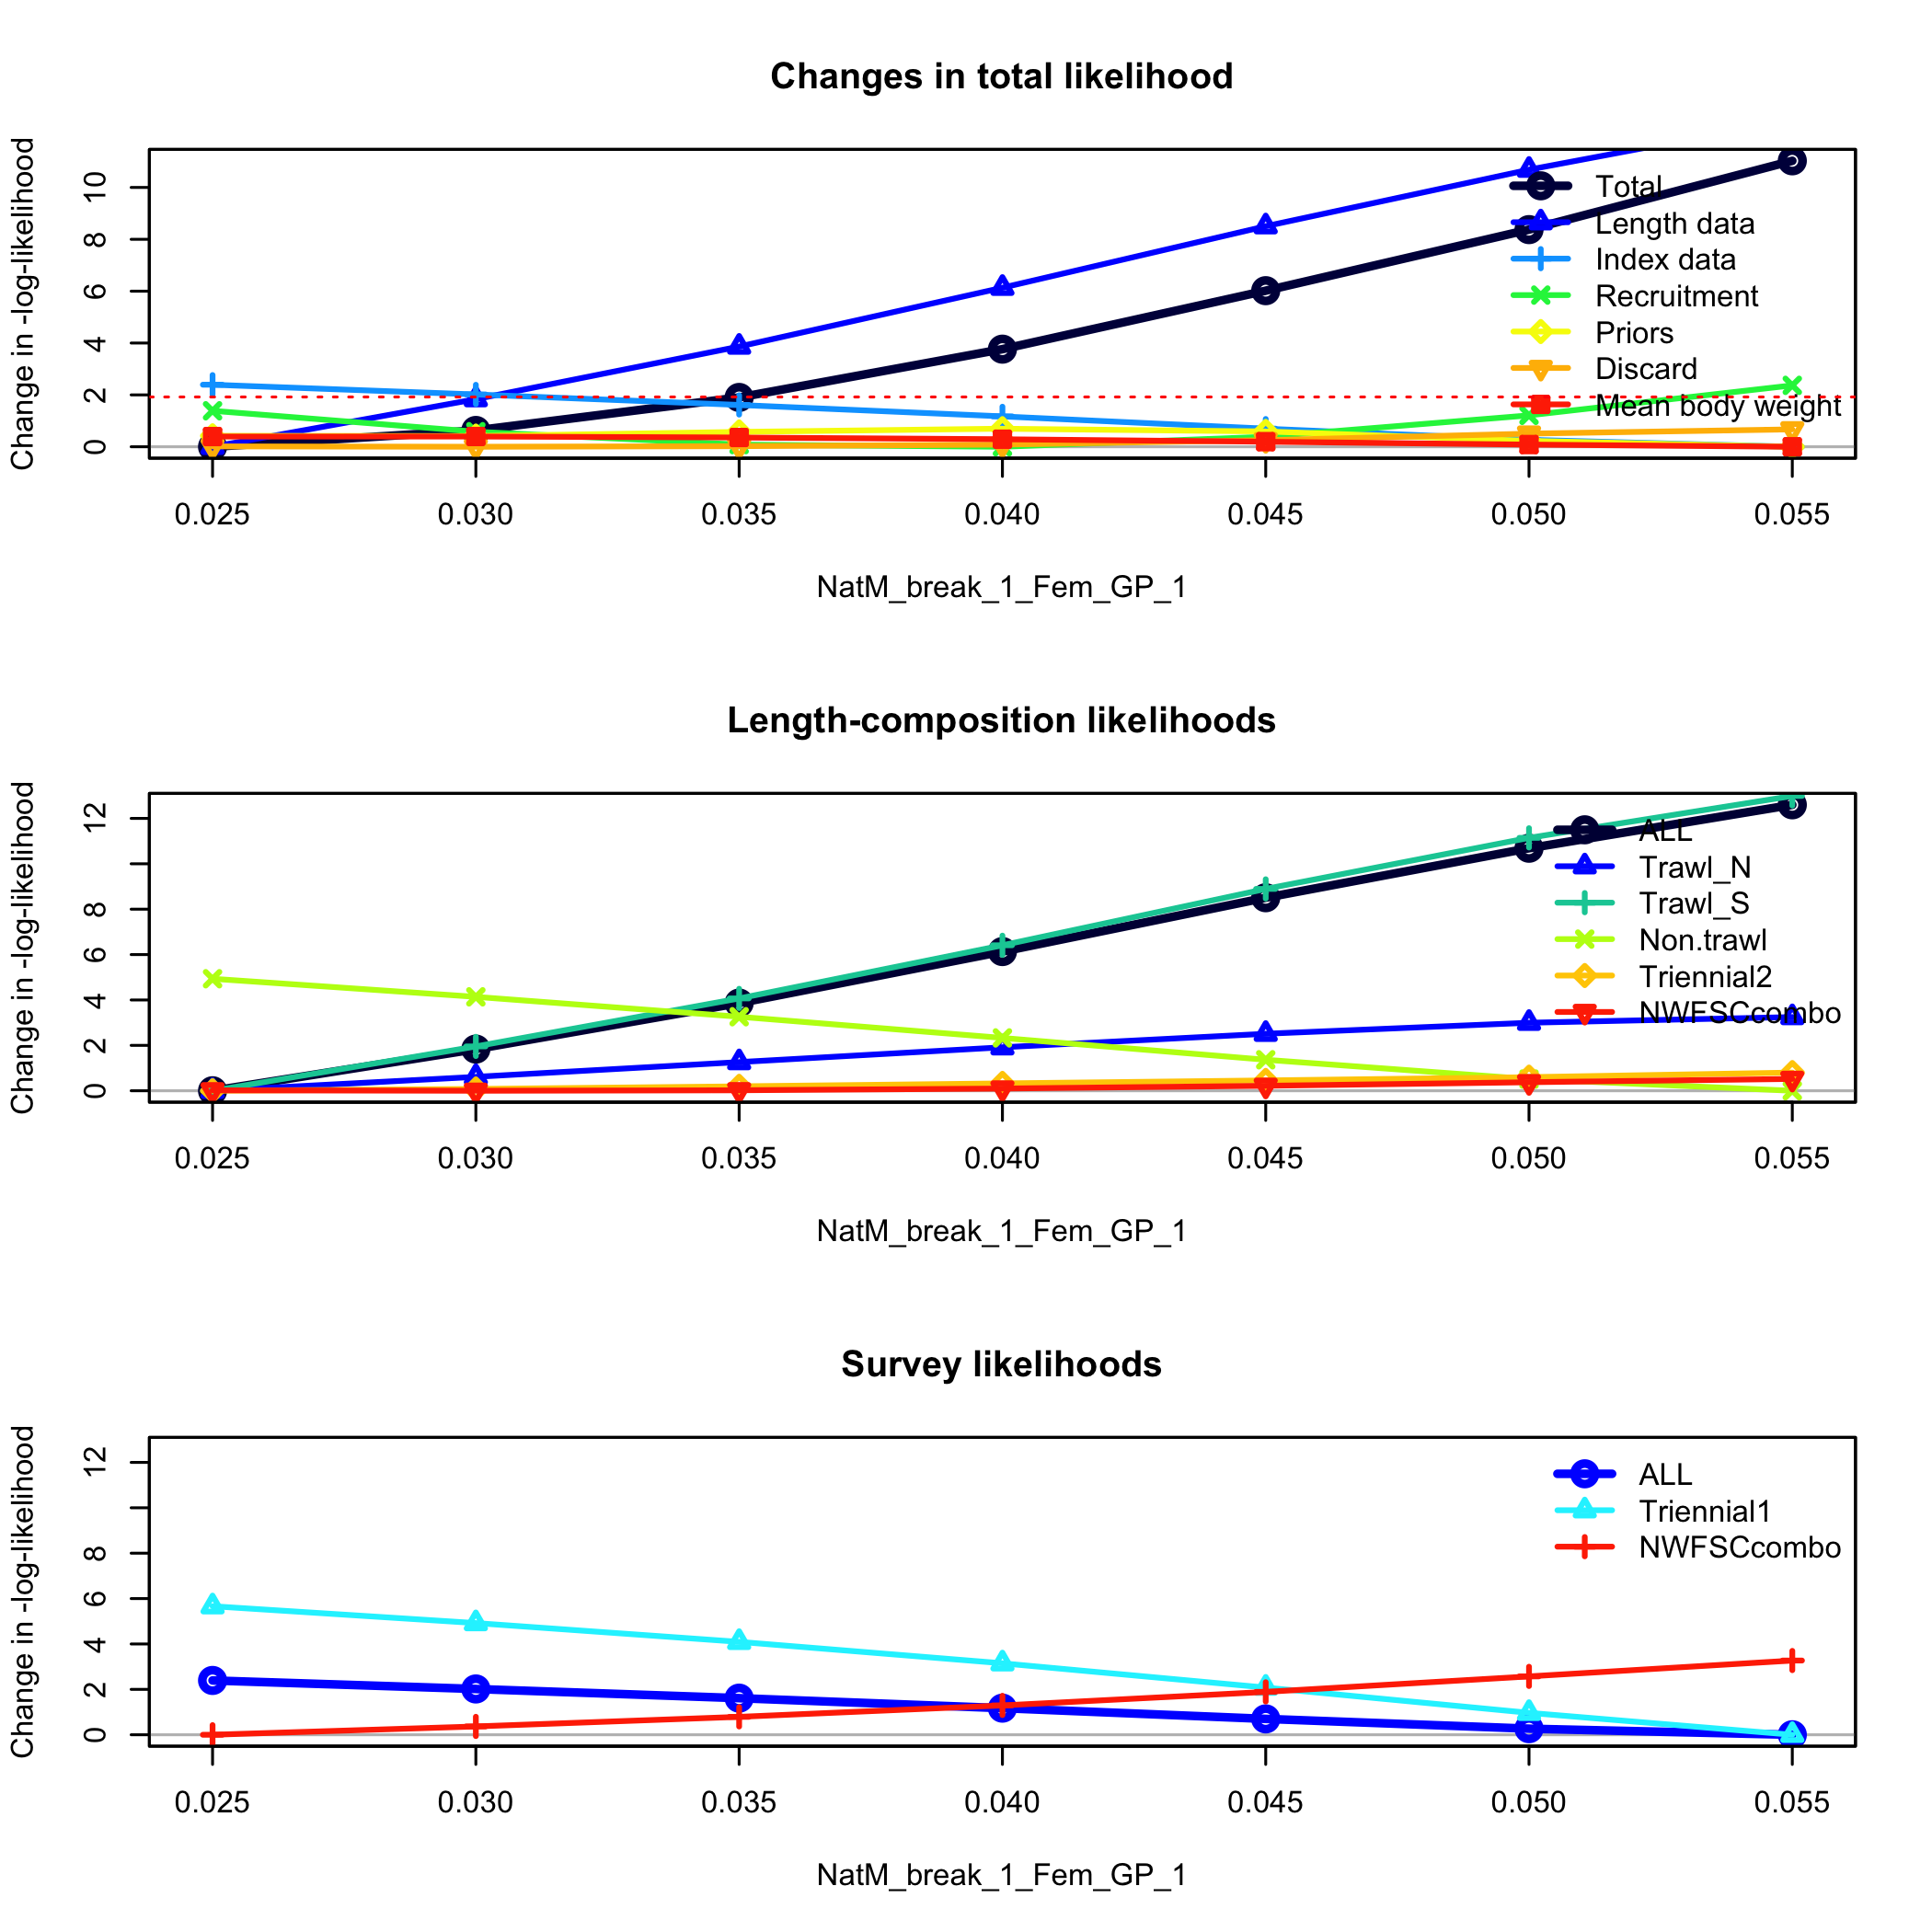 Changes in total likelihood
Change in -log-likelihood
10
8
6
4
2
0
Total
Length data
Index data
Recruitment
Priors
Discard
Mean body weight
0.025 0.030 0.035 0.040 0.045 0.050 0.055
NatM_break_1_Fem_GP_1
Length-composition likelihoods
Change in -log-likelihood
12
8
6
4
2
0
ALL
Trawl_N
Trawl_S
Non.trawl
Triennial2
NWFSCcombo
0.025 0.030 0.035 0.040 0.045 0.050 0.055
NatM_break_1_Fem_GP_1
Survey likelihoods
Change in -log-likelihood
12
8
6
4
2
0
ALL
Triennial1
NWFSCcombo
0.025 0.030 0.035 0.040 0.045 0.050 0.055
NatM_break_1_Fem_GP_1